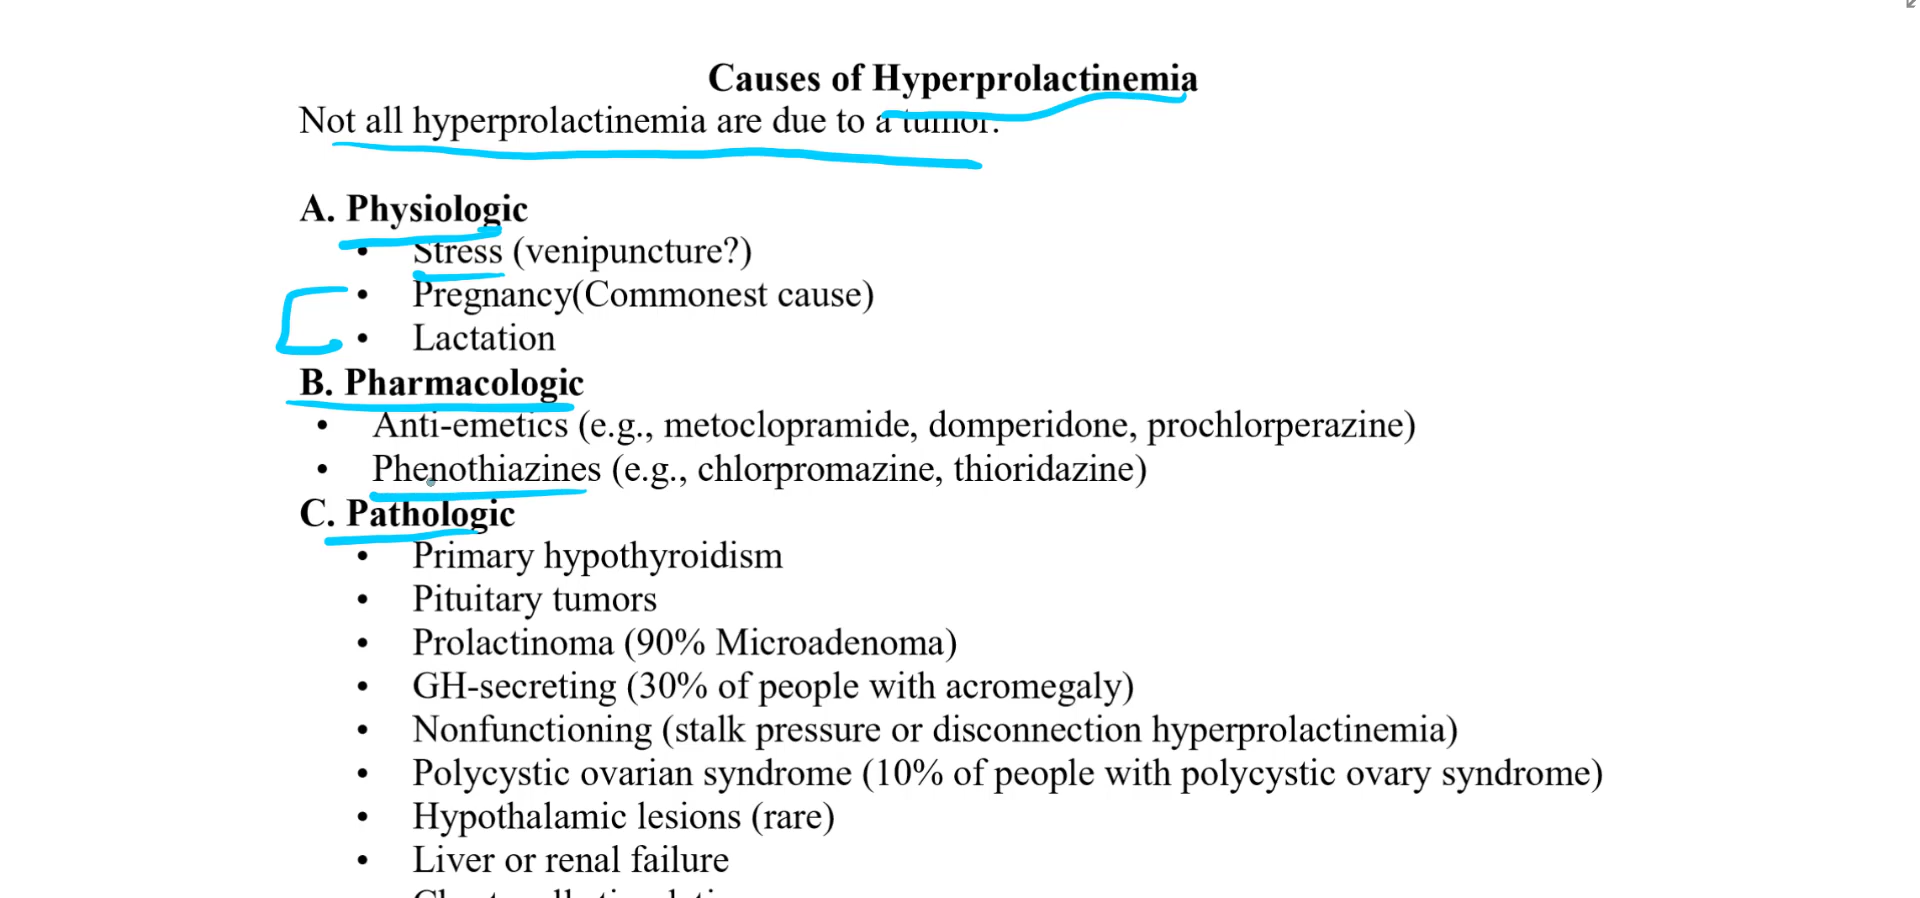 Causes of Hyperprolactinemia
Not all hyperprolactinemia are due to a tumor.
A. Physiologic
• Stress (venipuncture?)
• Pregnancy(Commonest cause)
• Lactation
B. Pharmacologic
• Anti-emetics (e.g., metoclopramide, domperidone, prochlorperazine)
• Phenothiazines (e.g., chlorpromazine, thioridazine)
C. Pathologic
• Primary hypothyroidism
• Pituitary tumors
• Prolactinoma (90% Microadenoma)
• GH-secreting (30% of people with acromegaly)
• Nonfunctioning (stalk pressure or disconnection hyperprolactinemia)
• Polycystic ovarian syndrome (10% of people with polycystic ovary syndrome)
• Hypothalamic lesions (rare)
• Liver or renal failure